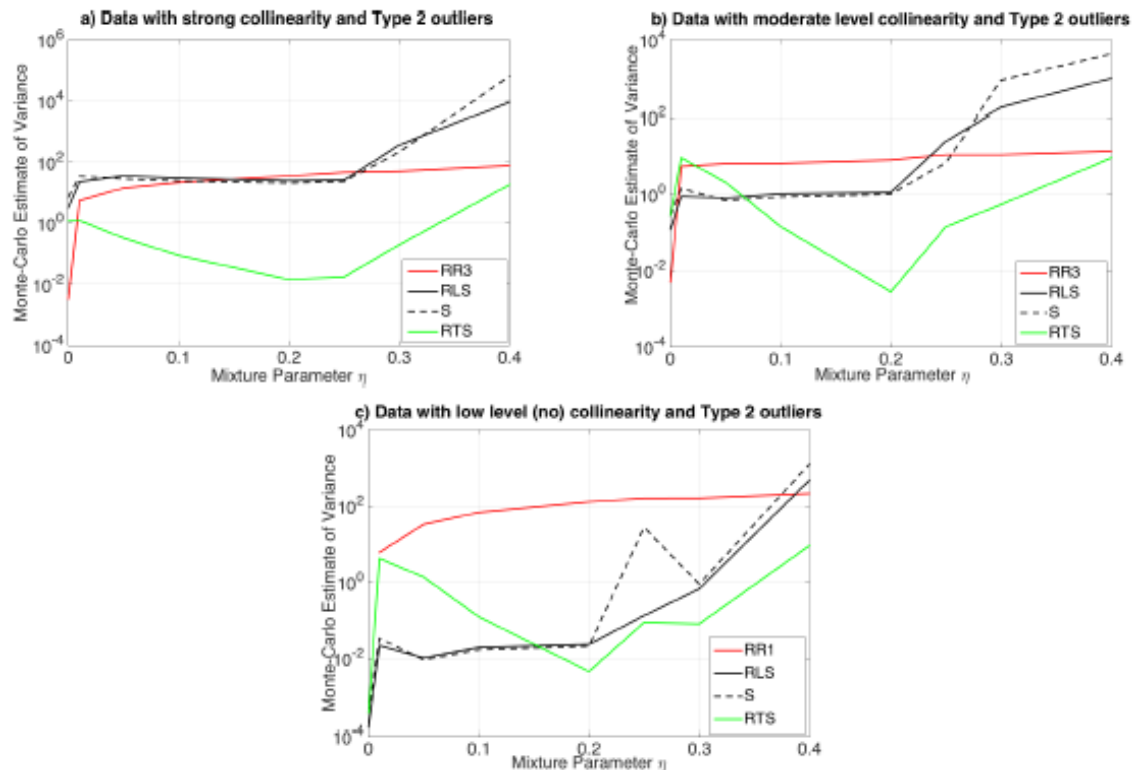 a) Data with strong collinearity and Type 2 outliers
Monte-Carlo Estimate of Variance
10^6
10^4
10^2
10^0
10^-2
10^-4
RR3
RLS
S
RTS
0 0.1 0.2 0.3 0.4
Mixture Parameter η
b) Data with moderate level collinearity and Type 2 outliers
Monte-Carlo Estimate of Variance
10^4
10^2
10^0
10^-2
10^-4
RR3
RLS
S
RTS
0 0.1 0.2 0.3 0.4
Mixture Parameter η
c) Data with low level (no) collinearity and Type 2 outliers
Monte-Carlo Estimate of Variance
10^4
10^2
10^0
10^-2
10^-4
RR1
RLS
S
RTS
0 0.1 0.2 0.3 0.4
Mixture Parameter η